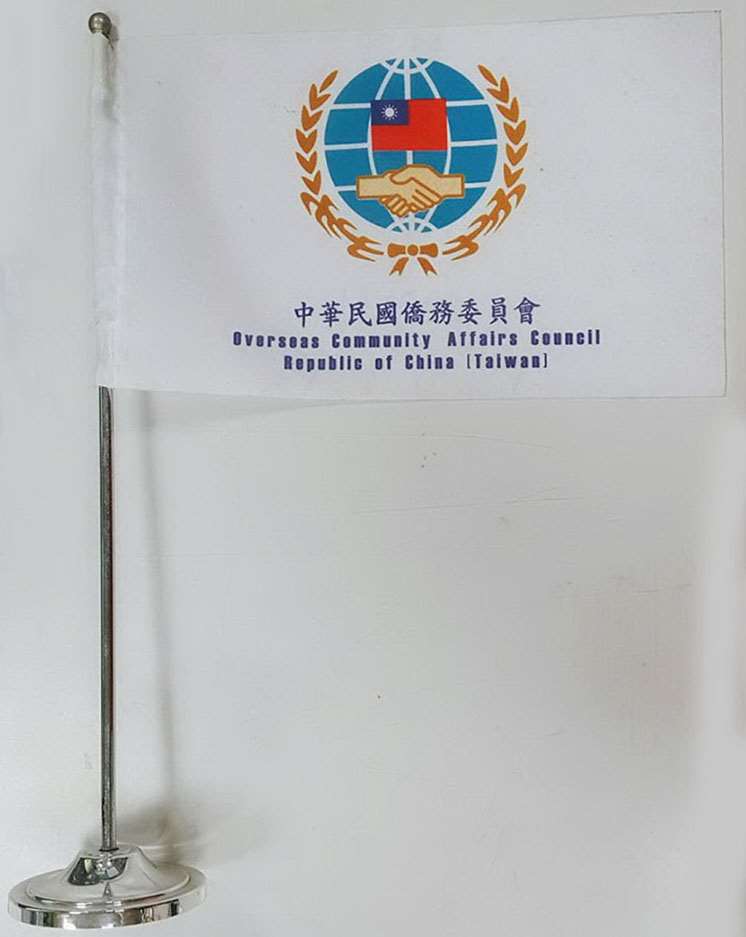 中華民國僑務委員會
Overseas Community Affairs Council
Republic of China (Taiwan)